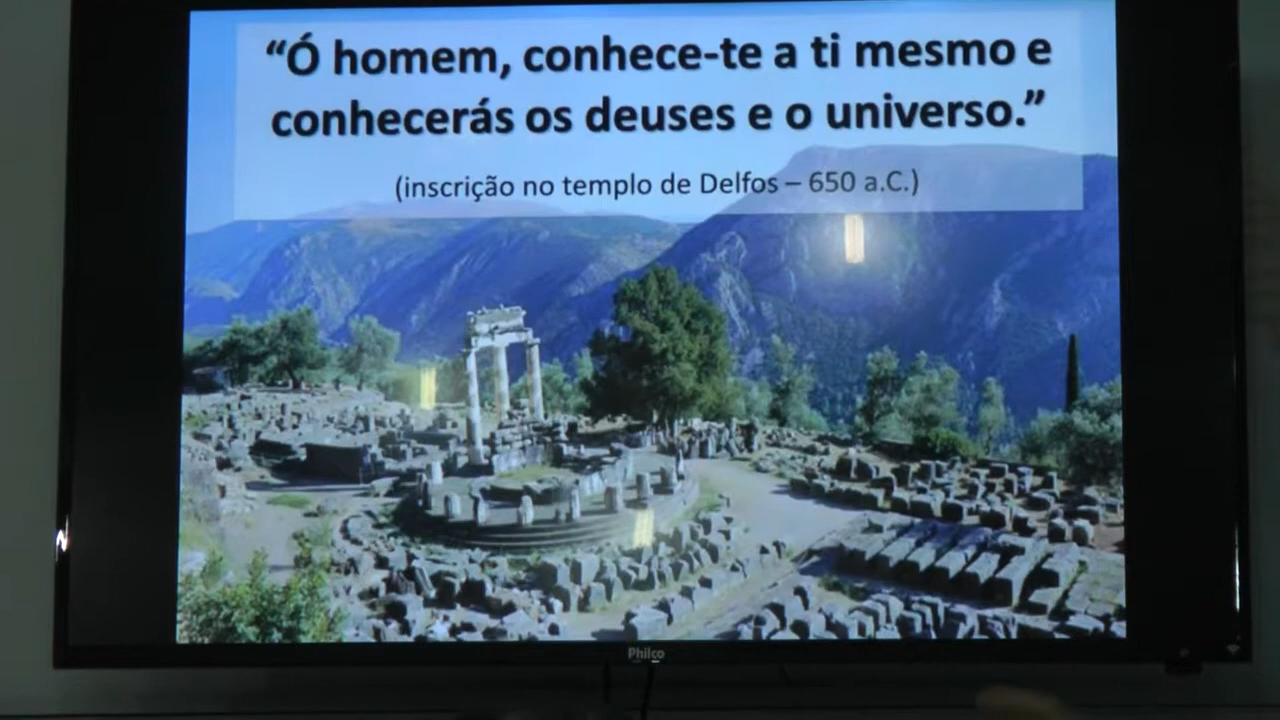 “Ó homem, conhece-te a ti mesmo e
conhecerás os deuses e o universo.”
(inscrição no templo de Delfos – 650 a.C.)
Philco